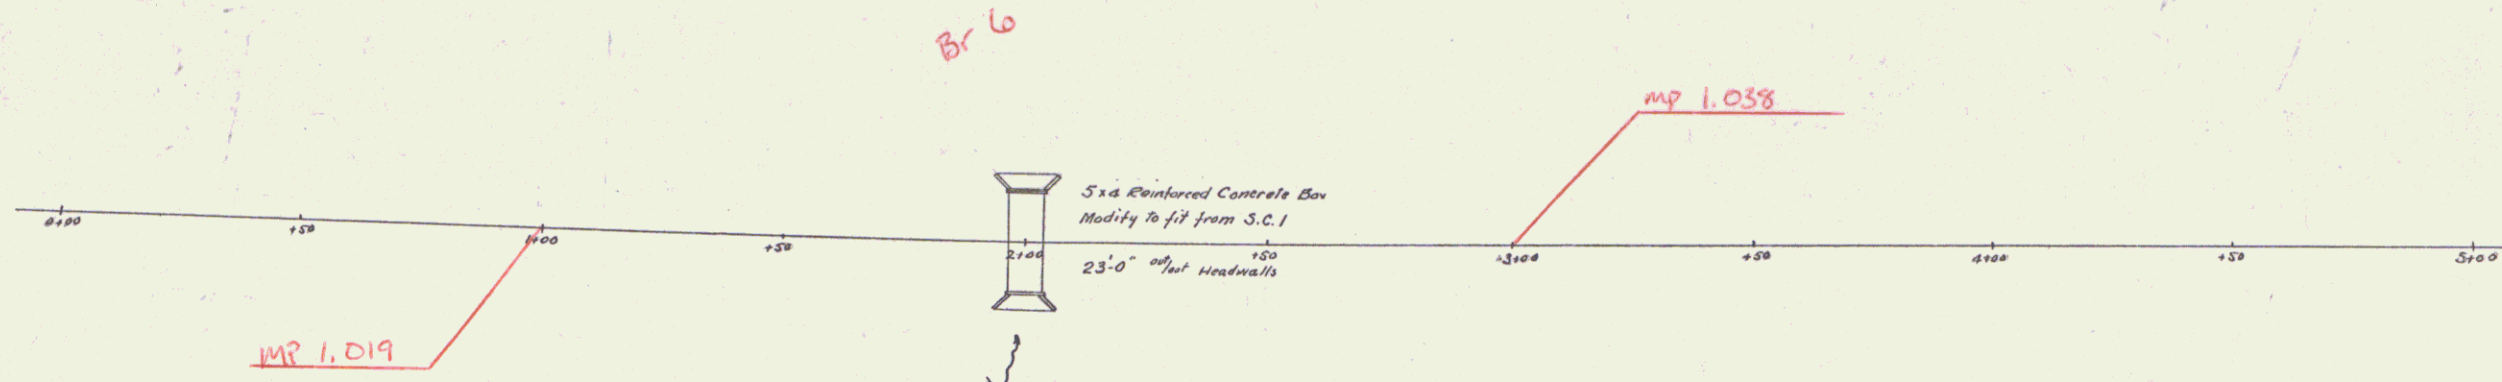 Br 6
mp 1.038
5x4 Reinforced Concrete Box
Modify to fit from S.C.1
0+00 +50 1+00 +50 2+00 +50 3+00 +50 4+00 +50 5+00
23'-0" out/out Headwalls
MP 1.019